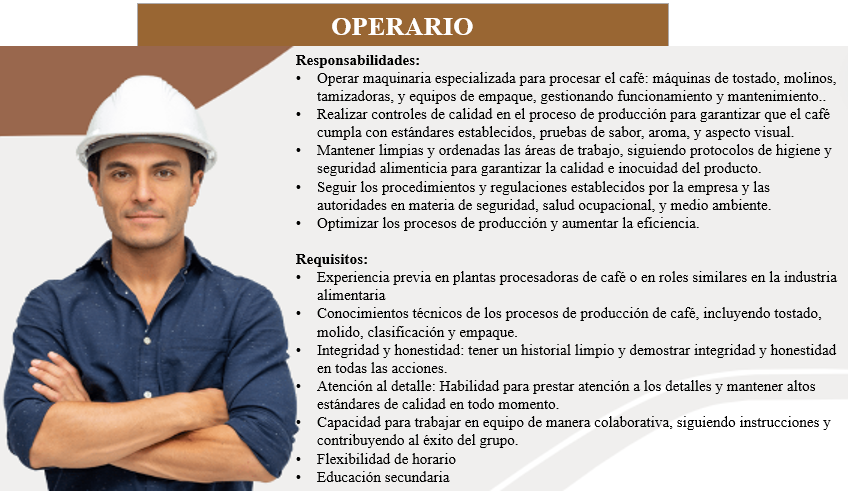 OPERARIO
Responsabilidades:
• Operar maquinaria especializada para procesar el café: máquinas de tostado, molinos,
tamizadoras, y equipos de empaque, gestionando funcionamiento y mantenimiento..
• Realizar controles de calidad en el proceso de producción para garantizar que el café
cumpla con estándares establecidos, pruebas de sabor, aroma, y aspecto visual.
• Mantener limpias y ordenadas las áreas de trabajo, siguiendo protocolos de higiene y
seguridad alimenticia para garantizar la calidad e inocuidad del producto.
• Seguir los procedimientos y regulaciones establecidos por la empresa y las
autoridades en materia de seguridad, salud ocupacional, y medio ambiente.
• Optimizar los procesos de producción y aumentar la eficiencia.
Requisitos:
• Experiencia previa en plantas procesadoras de café o en roles similares en la industria
alimentaria
• Conocimientos técnicos de los procesos de producción de café, incluyendo tostado,
molido, clasificación y empaque.
• Integridad y honestidad: tener un historial limpio y demostrar integridad y honestidad
en todas las acciones.
• Atención al detalle: Habilidad para prestar atención a los detalles y mantener altos
estándares de calidad en todo momento.
• Capacidad para trabajar en equipo de manera colaborativa, siguiendo instrucciones y
contribuyendo al éxito del grupo.
• Flexibilidad de horario
• Educación secundaria